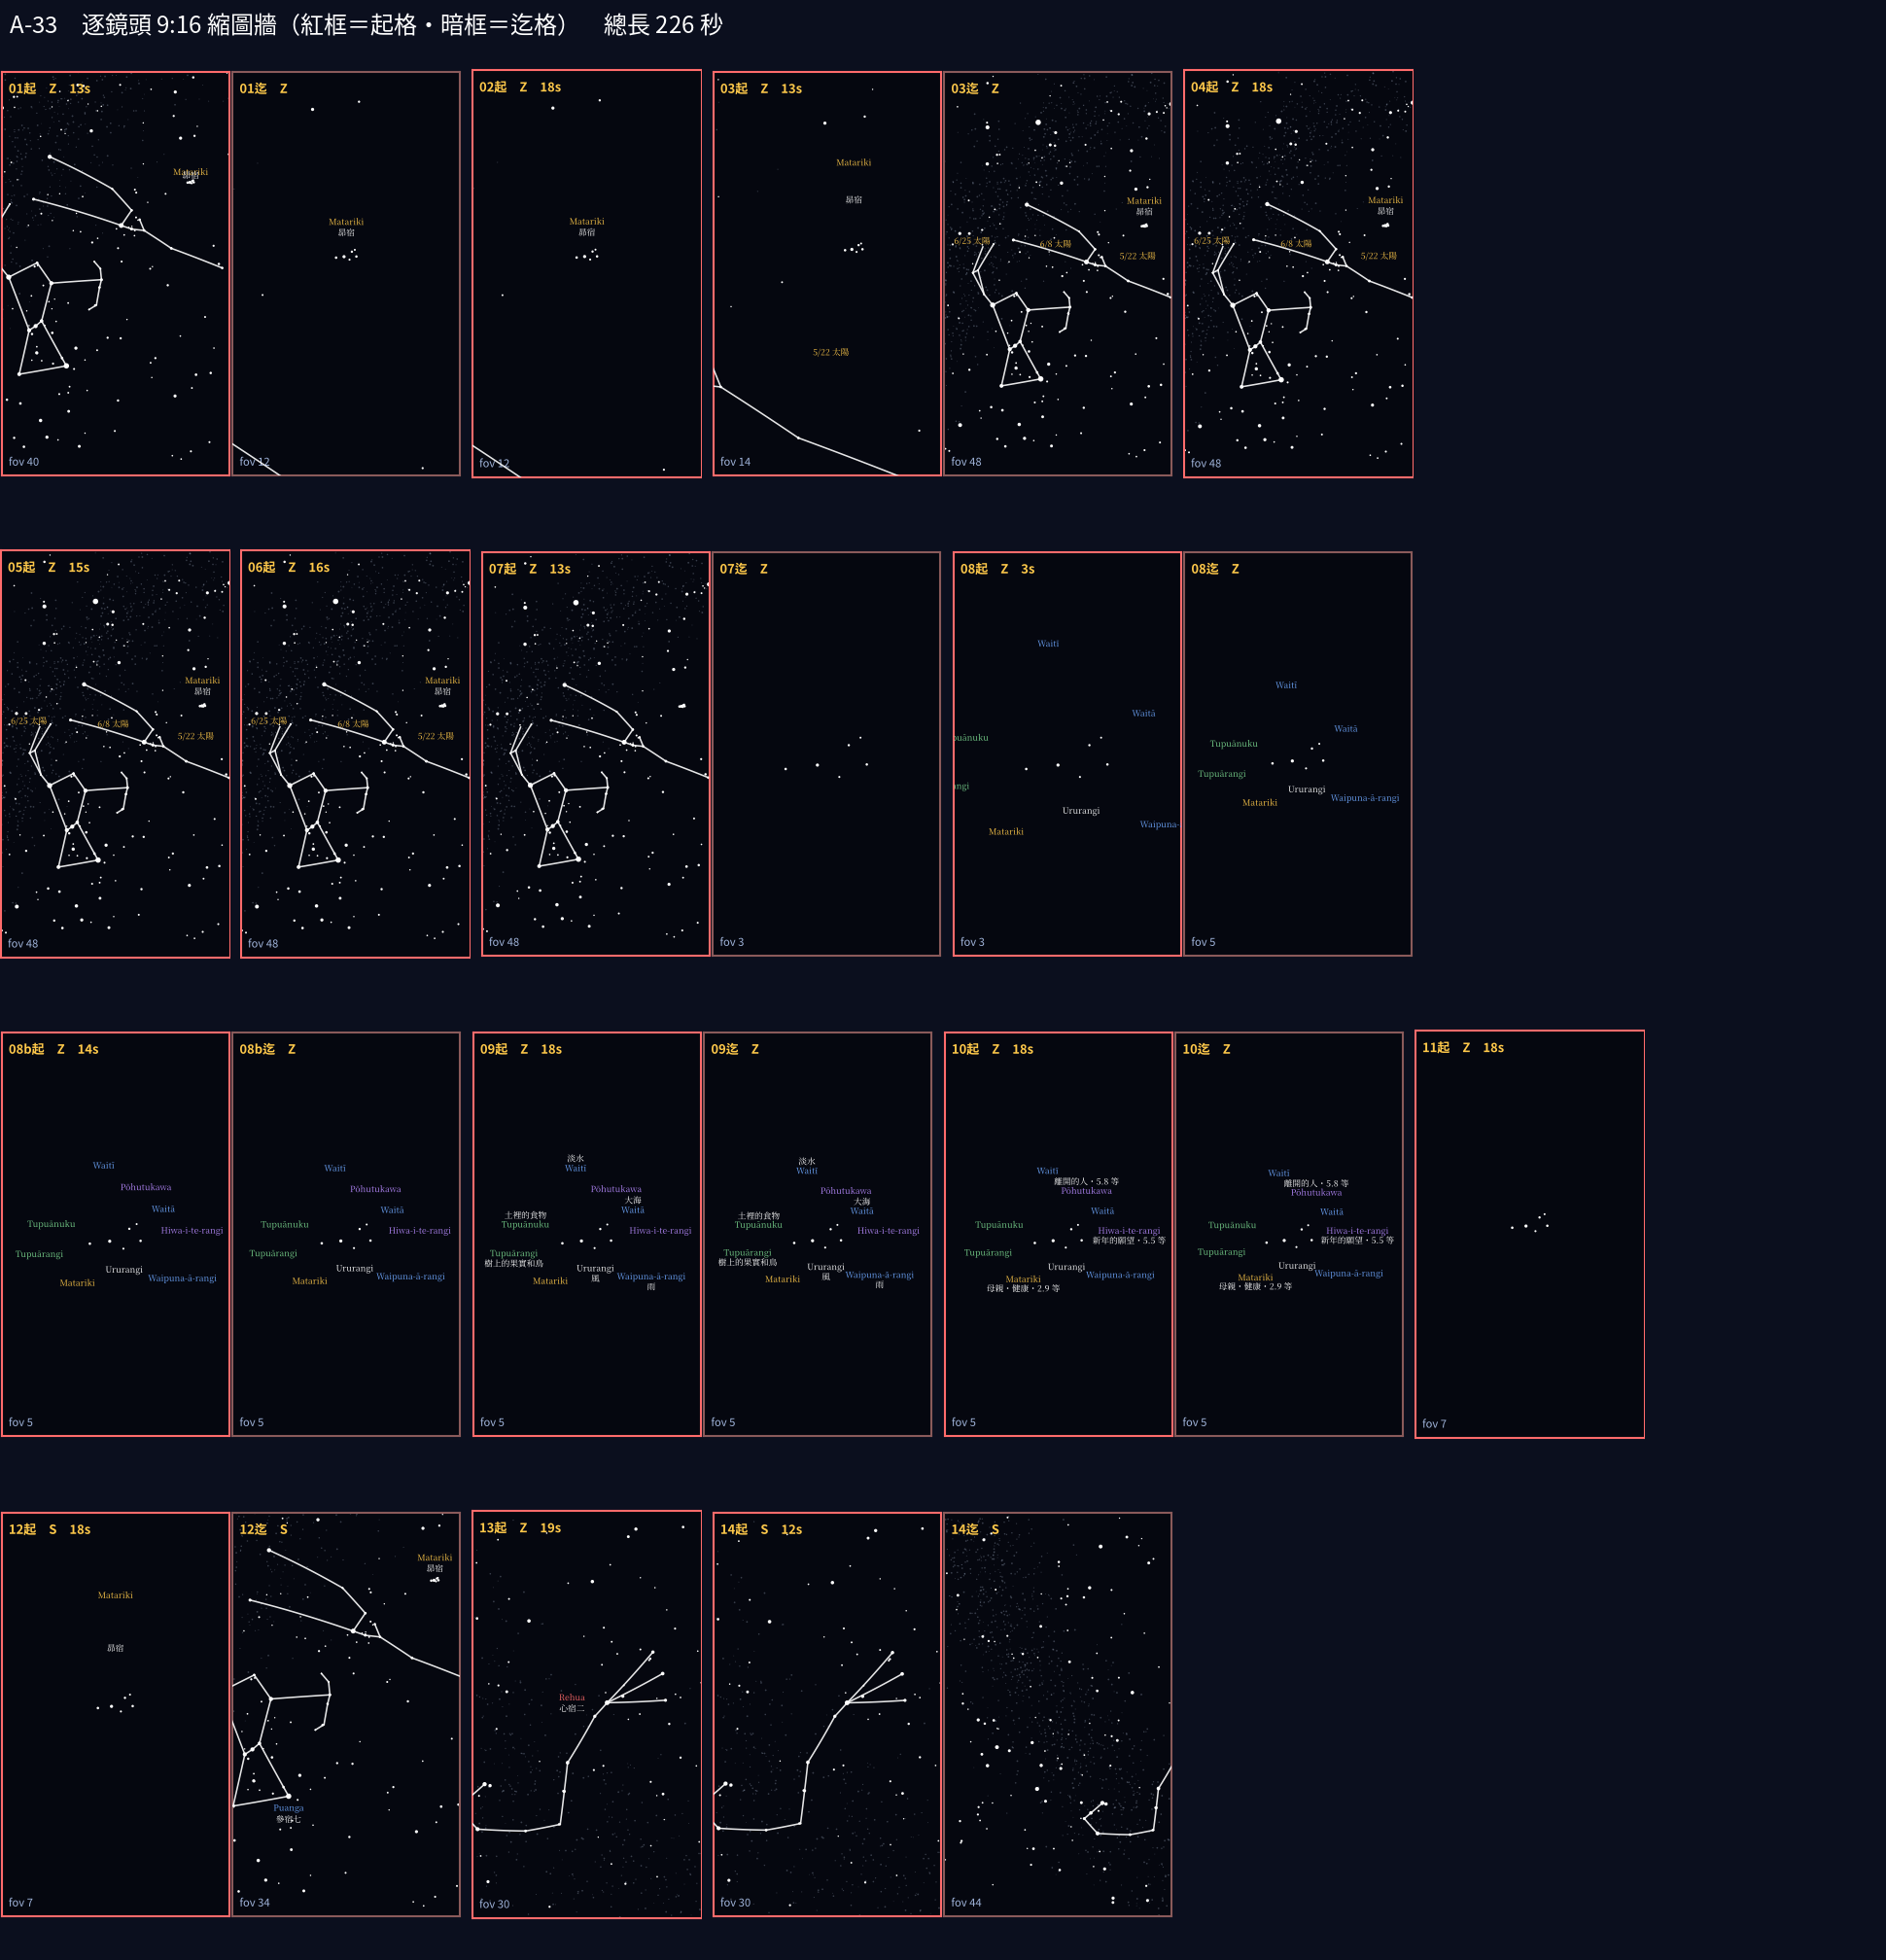 A-33　逐鏡頭 9:16 縮圖牆（紅框＝起格・暗框＝迄格）　總長 226 秒
01起　Z　13s
Matariki
昴宿
fov 40
01迄　Z
Matariki
昴宿
fov 12
02起　Z　18s
Matariki
昴宿
fov 12
03起　Z　13s
Matariki
昴宿
5/22 太陽
fov 14
03迄　Z
Matariki
昴宿
6/25 太陽
6/8 太陽
5/22 太陽
fov 48
04起　Z　18s
Matariki
昴宿
6/25 太陽
6/8 太陽
5/22 太陽
fov 48
05起　Z　15s
Matariki
昴宿
6/25 太陽
6/8 太陽
5/22 太陽
fov 48
06起　Z　16s
Matariki
昴宿
6/25 太陽
6/8 太陽
5/22 太陽
fov 48
07起　Z　13s
fov 48
07迄　Z
fov 3
08起　Z　3s
Waitī
Waitā
puānuku
angi
Ururangi
Waipuna-
Matariki
fov 3
08迄　Z
Waitī
Waitā
Tupuānuku
Tupuārangi
Ururangi
Waipuna-ā-rangi
Matariki
fov 5
08b起　Z　14s
Waitī
Pōhutukawa
Waitā
Tupuānuku
Hiwa-i-te-rangi
Tupuārangi
Ururangi
Waipuna-ā-rangi
Matariki
fov 5
08b迄　Z
Waitī
Pōhutukawa
Waitā
Tupuānuku
Hiwa-i-te-rangi
Tupuārangi
Ururangi
Waipuna-ā-rangi
Matariki
fov 5
09起　Z　18s
淡水
Waitī
Pōhutukawa
大海
Waitā
土裡的食物
Tupuānuku
Hiwa-i-te-rangi
Tupuārangi
樹上的果實和鳥
Ururangi
風
Waipuna-ā-rangi
雨
Matariki
fov 5
09迄　Z
淡水
Waitī
Pōhutukawa
大海
Waitā
土裡的食物
Tupuānuku
Hiwa-i-te-rangi
Tupuārangi
樹上的果實和鳥
Ururangi
風
Waipuna-ā-rangi
雨
Matariki
fov 5
10起　Z　18s
Waitī
離開的人・5.8 等
Pōhutukawa
Waitā
Tupuānuku
Hiwa-i-te-rangi
新年的願望・5.5 等
Tupuārangi
Ururangi
Waipuna-ā-rangi
Matariki
母親・健康・2.9 等
fov 5
10迄　Z
Waitī
離開的人・5.8 等
Pōhutukawa
Waitā
Tupuānuku
Hiwa-i-te-rangi
新年的願望・5.5 等
Tupuārangi
Ururangi
Waipuna-ā-rangi
Matariki
母親・健康・2.9 等
fov 5
11起　Z　18s
fov 7
12起　S　18s
Matariki
昴宿
fov 7
12迄　S
Matariki
昴宿
Puanga
參宿七
fov 34
13起　Z　19s
Rehua
心宿二
fov 30
14起　S　12s
fov 30
14迄　S
fov 44